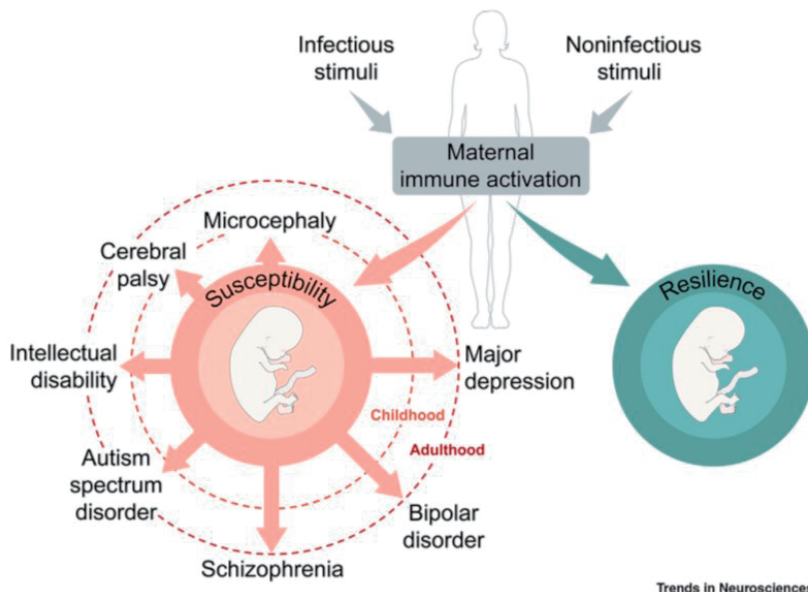 Infectious
stimuli
Noninfectious
stimuli
Maternal
immune activation
Microcephaly
Cerebral
palsy
Susceptibility
Resilience
Intellectual
disability
Major
depression
Childhood
Adulthood
Autism
spectrum
disorder
Bipolar
disorder
Schizophrenia
Trends in Neurosciences